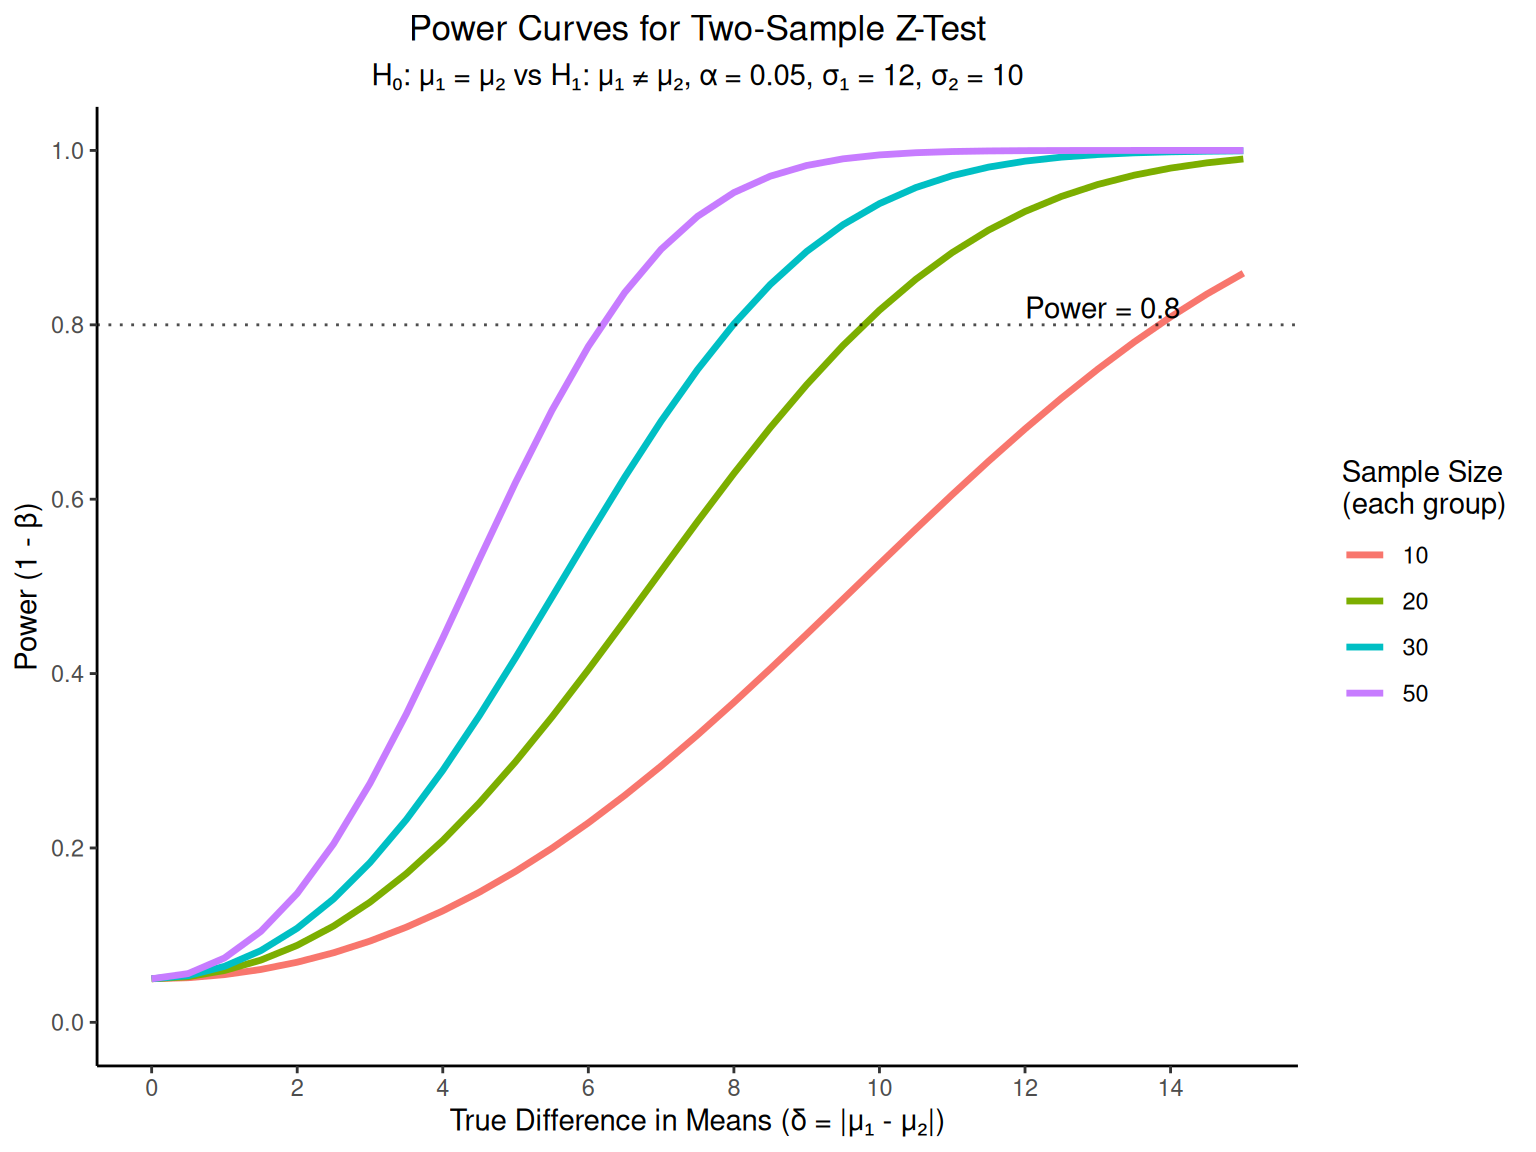 Power Curves for Two-Sample Z-Test
H₀: μ₁ = μ₂ vs H₁: μ₁ ≠ μ₂, α = 0.05, σ₁ = 12, σ₂ = 10
Power (1 - β)
1.0
0.8
0.6
0.4
0.2
0.0
Power = 0.8
0 2 4 6 8 10 12 14
True Difference in Means (δ = |μ₁ - μ₂|)
Sample Size
(each group)
10
20
30
50